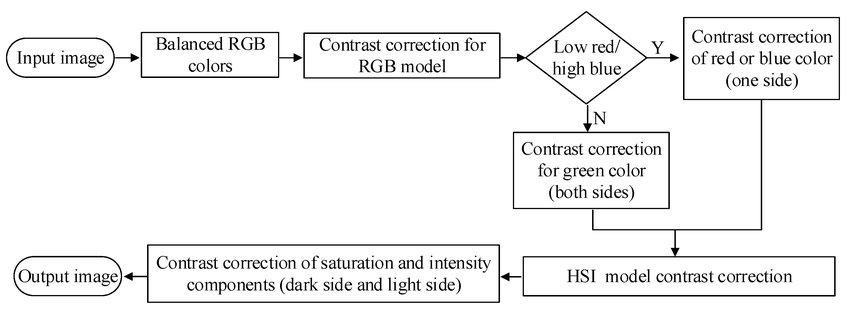 Input image
Balanced RGB
colors
Contrast correction for
RGB model
Low red/
high blue
Y
Contrast correction
of red or blue color
(one side)
N
Contrast correction
for green color
(both sides)
HSI model contrast correction
Contrast correction of saturation and intensity
components (dark side and light side)
Output image